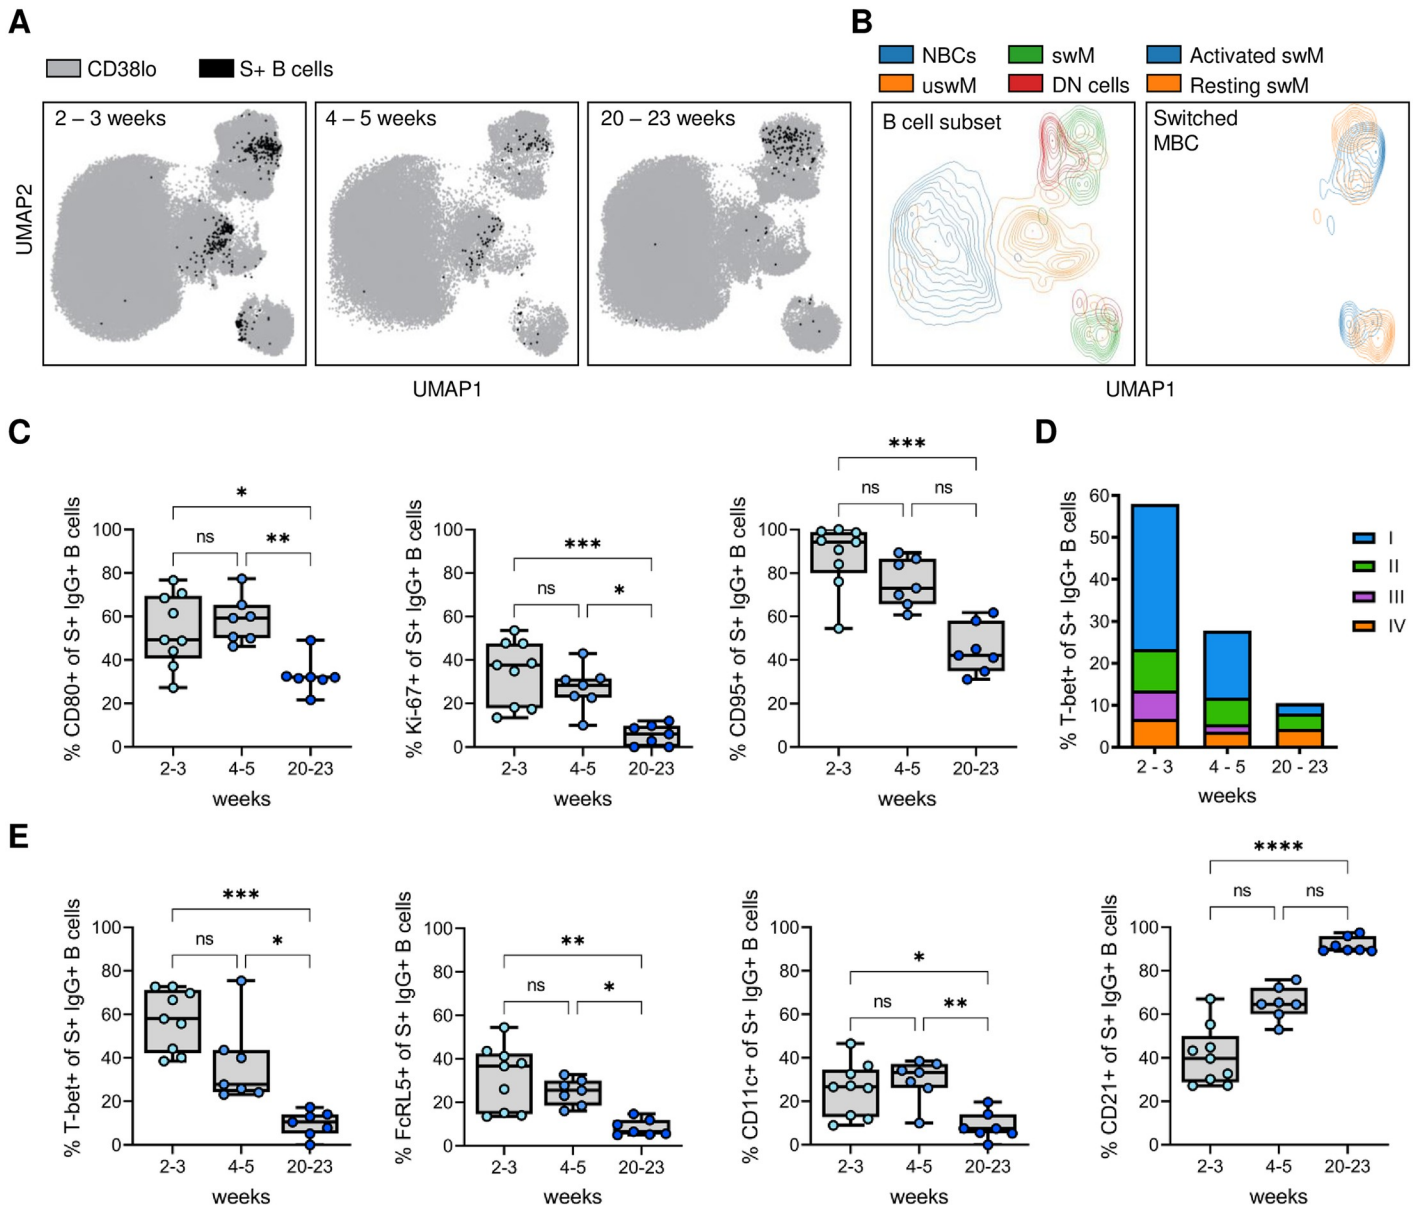 A
CD38lo
S+ B cells
2 – 3 weeks
4 – 5 weeks
20 – 23 weeks
UMAP2
UMAP1
B
NBCs
swM
Activated swM
uswM
DN cells
Resting swM
B cell subset
Switched
MBC
UMAP1
C
% CD80+ of S+ IgG+ B cells
*
ns
**
100
80
60
40
20
0
2-3
4-5
20-23
weeks
% Ki-67+ of S+ IgG+ B cells
***
ns
*
100
80
60
40
20
0
2-3
4-5
20-23
weeks
% CD95+ of S+ IgG+ B cells
***
ns
ns
100
80
60
40
20
0
2-3
4-5
20-23
weeks
D
% T-bet+ of S+ IgG+ B cells
60
50
40
30
20
10
0
2 - 3
4 - 5
20 - 23
weeks
I
II
III
IV
E
% T-bet+ of S+ IgG+ B cells
***
ns
*
100
80
60
40
20
0
2-3
4-5
20-23
weeks
% FcRL5+ of S+ IgG+ B cells
**
ns
*
100
80
60
40
20
0
2-3
4-5
20-23
weeks
% CD11c+ of S+ IgG+ B cells
*
ns
**
100
80
60
40
20
0
2-3
4-5
20-23
weeks
% CD21+ of S+ IgG+ B cells
****
ns
ns
100
80
60
40
20
0
2-3
4-5
20-23
weeks